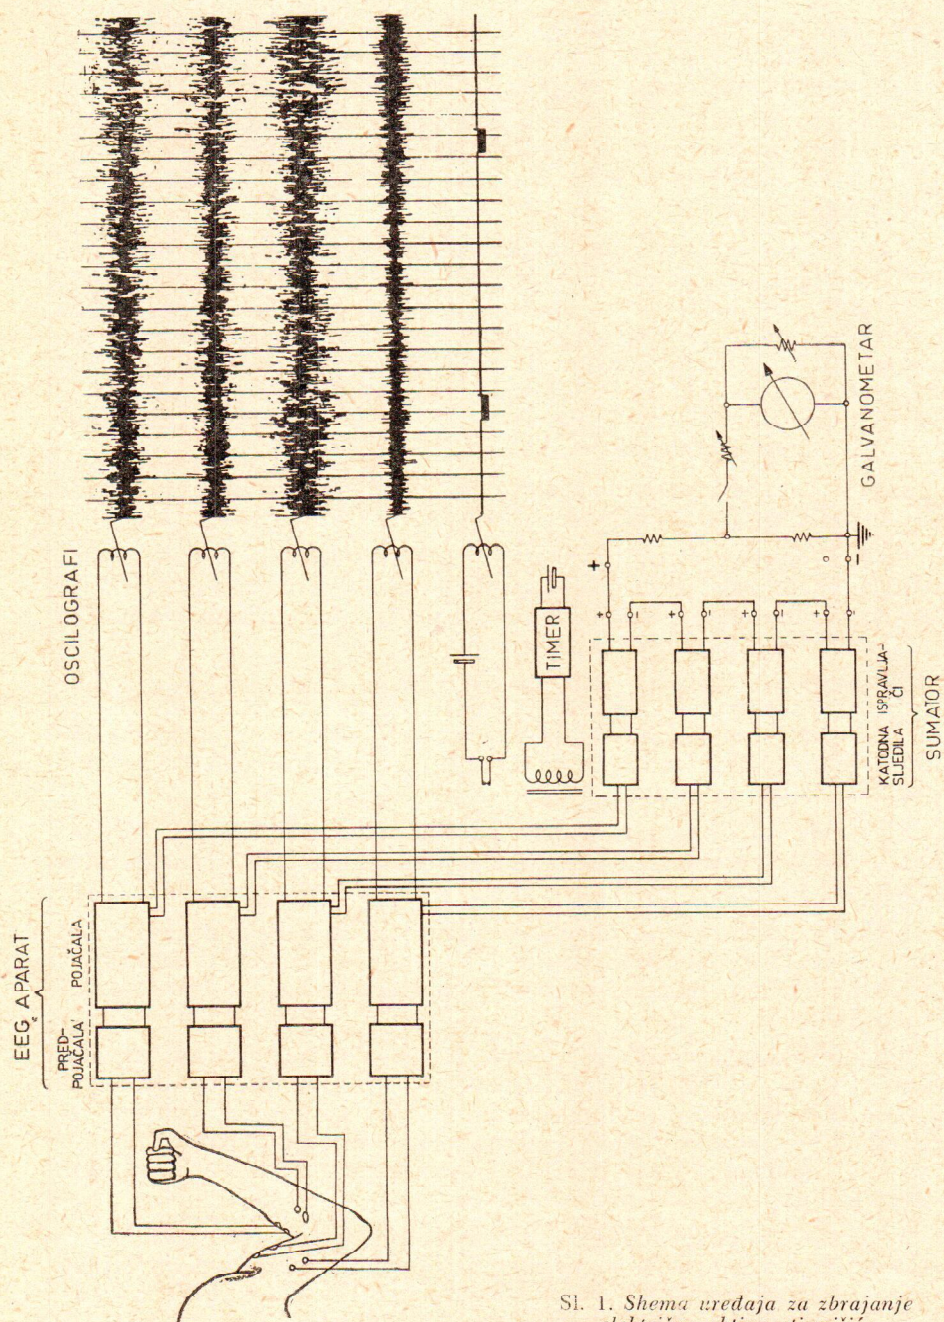 OSCILOGRAFI
GALVANOMETAR
TIMER
KATODNA ISPRAVLJA-
SLJEDILA ČI
SUMATOR
EEG APARAT
POJAČALA
PRED-
POJAČALA
+
-
+ - + - + - + -
Sl. 1. Shema uređaja za zbrajanje